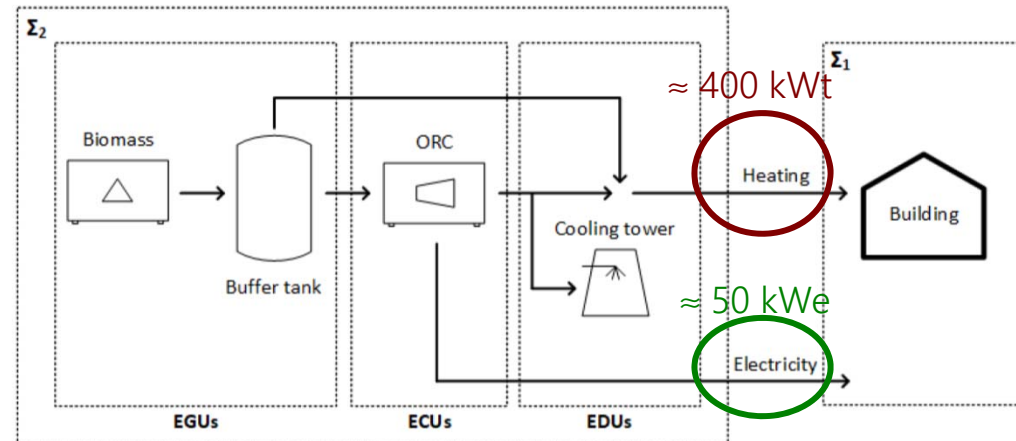 Σ2
Σ1
≈ 400 kWt
Biomass
ORC
Heating
Building
Cooling tower
Buffer tank
≈ 50 kWe
Electricity
EGUs
ECUs
EDUs